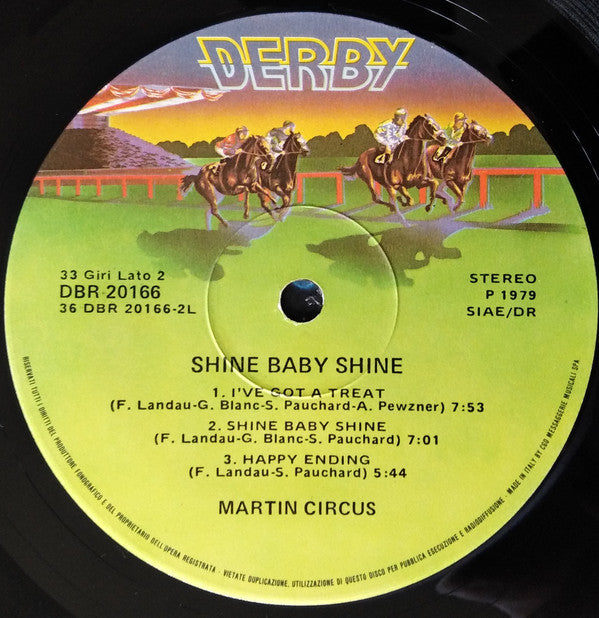 DERBY
33 Giri Lato 2
DBR 20166
36 DBR 20166-2L
STEREO
P 1979
SIAE/DR
SHINE BABY SHINE
1. I'VE GOT A TREAT
(F. Landau-G. Blanc-S. Pauchard-A. Pewzner) 7:53
2. SHINE BABY SHINE
(F. Landau-G. Blanc-S. Pauchard) 7:01
3. HAPPY ENDING
(F. Landau-S. Pauchard) 5:44
MARTIN CIRCUS
RISERVATI TUTTI I DIRITTI DEL PRODUTTORE FONOGRAFICO E DEL PROPRIETARIO DELL'OPERA REGISTRATA - VIETATE DUPLICAZIONE, UTILIZZAZIONE DI QUESTO DISCO PER PUBBLICA ESECUZIONE E RADIODIFFUSIONE - MADE IN ITALY BY CGD MESSAGGERIE MUSICALI SPA